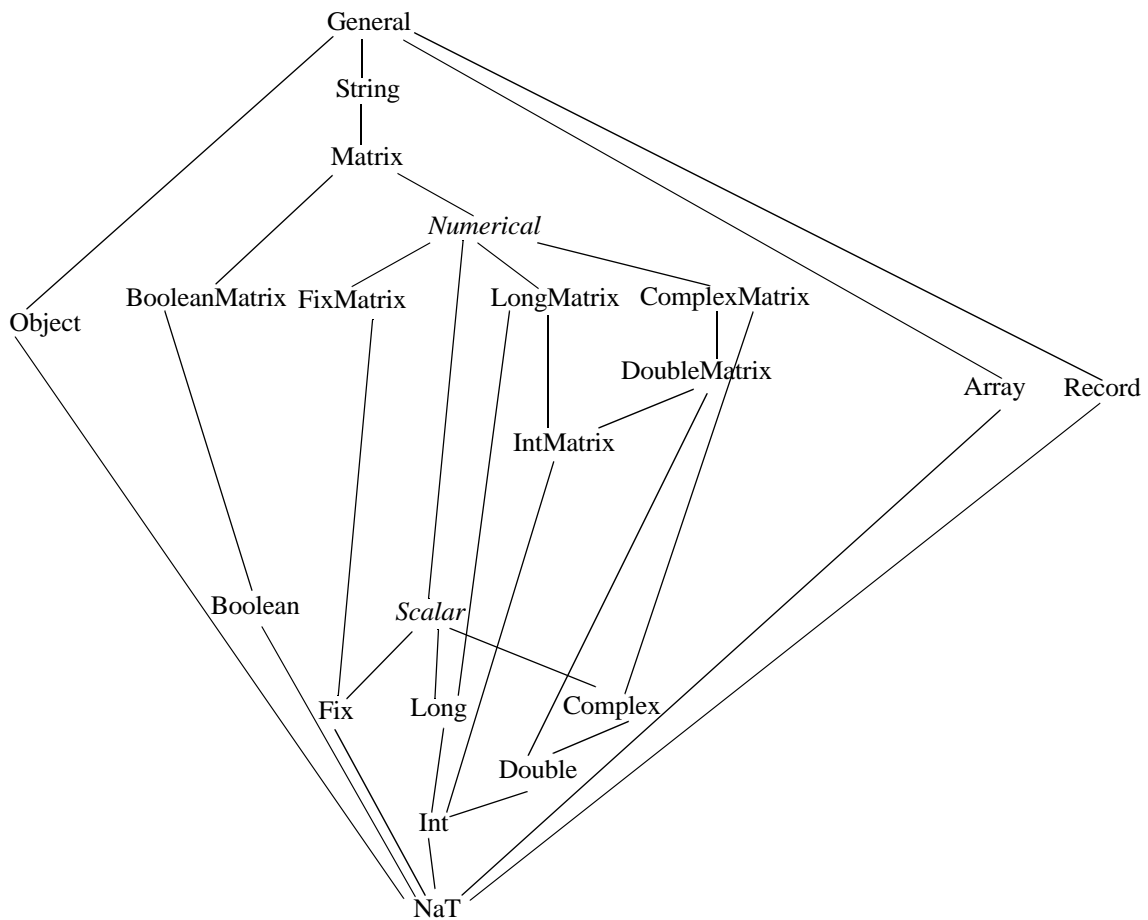 General
String
Matrix
Numerical
BooleanMatrix FixMatrix LongMatrix ComplexMatrix
Object
DoubleMatrix
Array Record
IntMatrix
Boolean
Scalar
Fix Long Complex
Double
Int
NaT